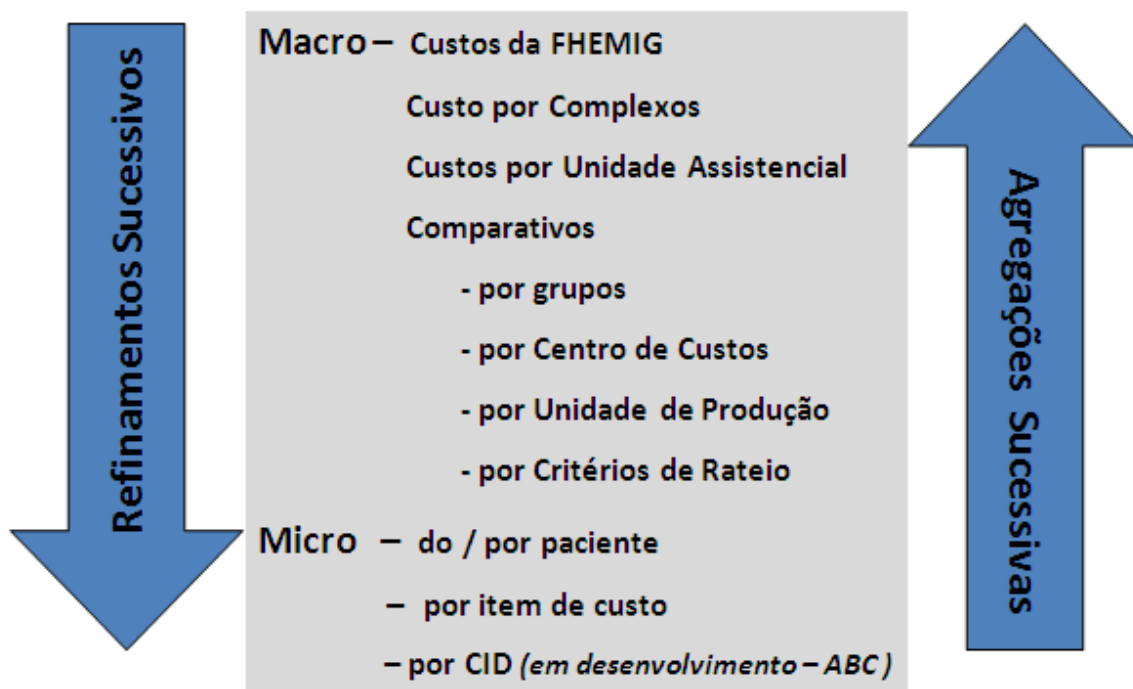 Refinamentos Sucessivos
Macro – Custos da FHEMIG
Custo por Complexos
Custos por Unidade Assistencial
Comparativos
- por grupos
- por Centro de Custos
- por Unidade de Produção
- por Critérios de Rateio
Micro – do / por paciente
– por item de custo
– por CID (em desenvolvimento – ABC )
Agregações Sucessivas